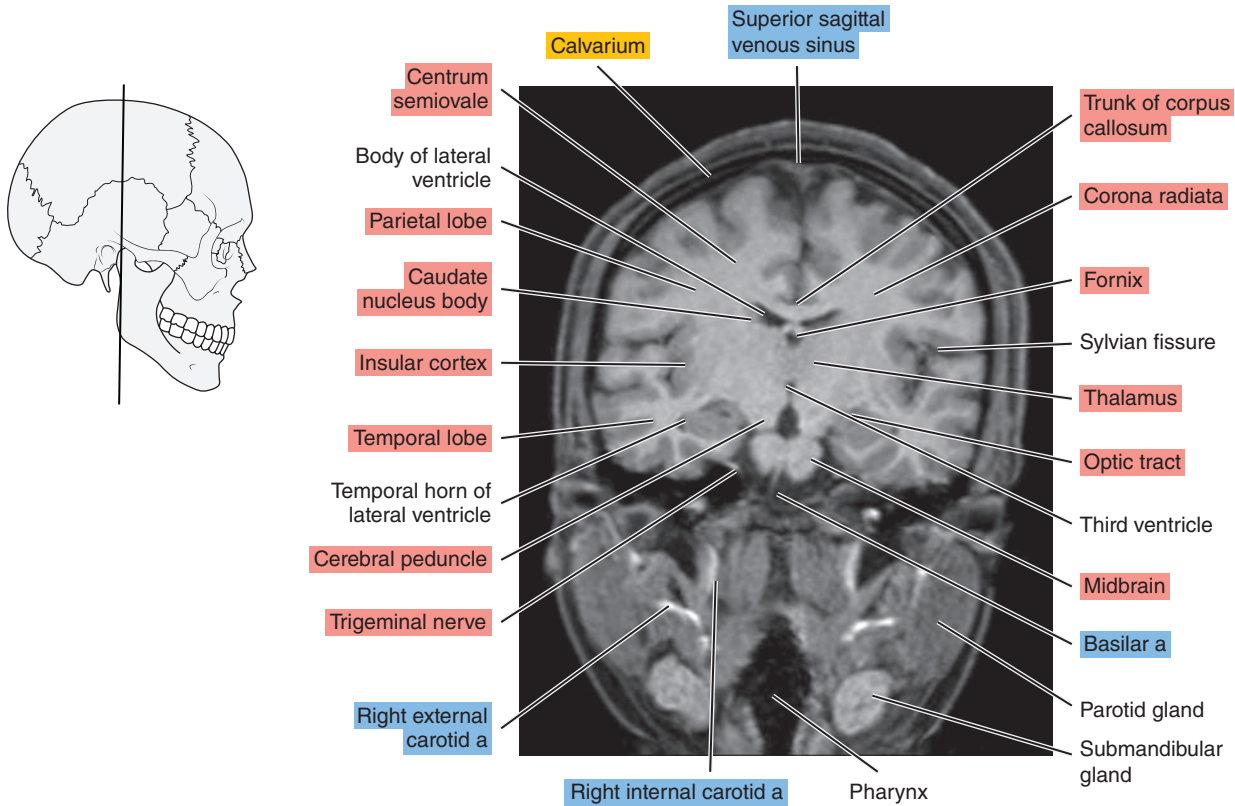 Superior sagittal
venous sinus
Calvarium
Centrum
semiovale
Body of lateral
ventricle
Parietal lobe
Caudate
nucleus body
Insular cortex
Temporal lobe
Temporal horn of
lateral ventricle
Cerebral peduncle
Trigeminal nerve
Right external
carotid a
Right internal carotid a
Pharynx
Trunk of corpus
callosum
Corona radiata
Fornix
Sylvian fissure
Thalamus
Optic tract
Third ventricle
Midbrain
Basilar a
Parotid gland
Submandibular
gland